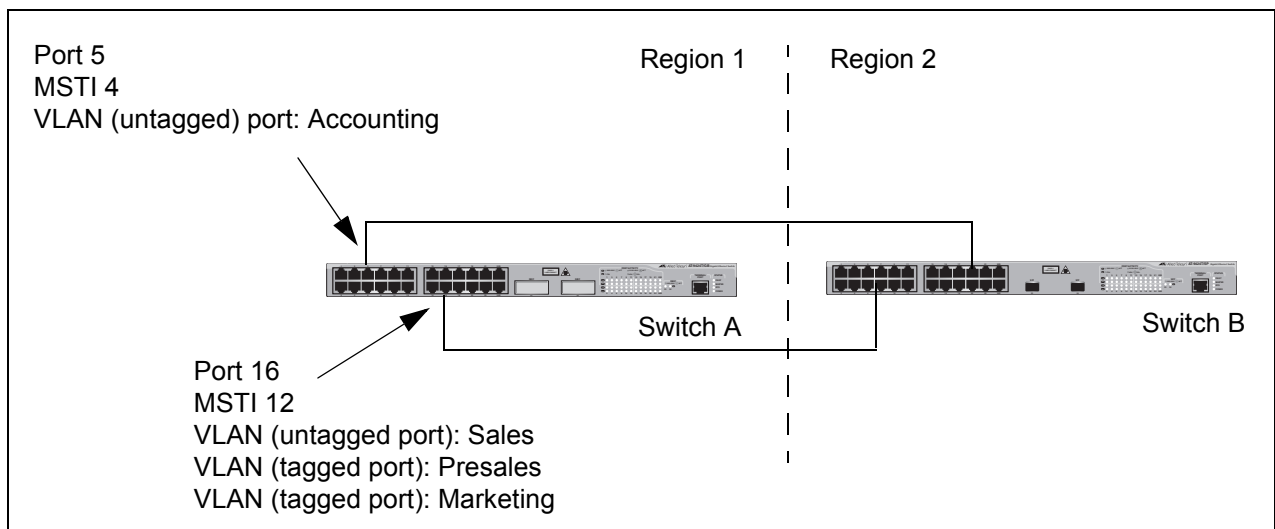 Port 5
MSTI 4
VLAN (untagged) port: Accounting
Region 1
Region 2
Switch A
Switch B
Port 16
MSTI 12
VLAN (untagged port): Sales
VLAN (tagged port): Presales
VLAN (tagged port): Marketing